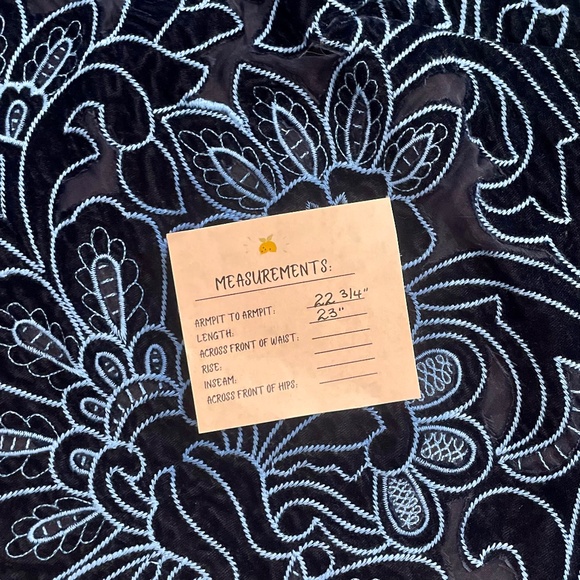 MEASUREMENTS:
ARMPIT TO ARMPIT: 22 3/4"
LENGTH: 23"
ACROSS FRONT OF WAIST:
RISE:
INSEAM:
ACROSS FRONT OF HIPS: